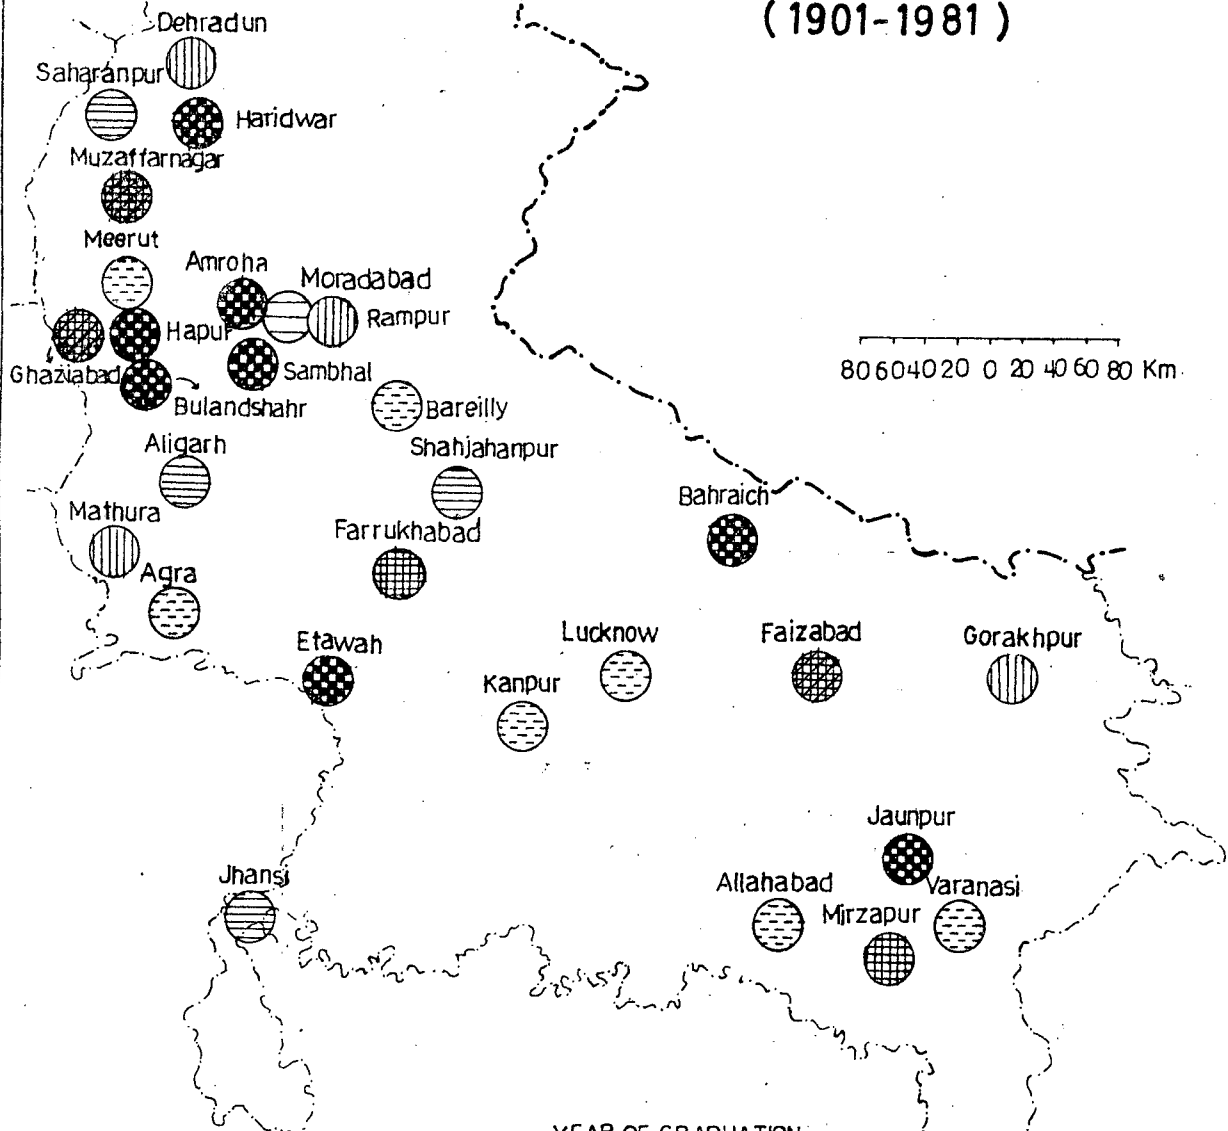 (1901-1981)
Dehradun
Saharanpur
Haridwar
Muzaffarnagar
Meerut
Amroha
Moradabad
Rampur
Hapur
Ghaziabad
Sambhal
Bulandshahr
Bareilly
Aligarh
Shahjahanpur
Mathura
Farrukhabad
Agra
Bahraich
80 60 40 20 0 20 40 60 80 Km.
Etawah
Lucknow
Faizabad
Gorakhpur
Kanpur
Jaunpur
Jhansi
Allahabad
Varanasi
Mirzapur
YEAR OF GRADUATION